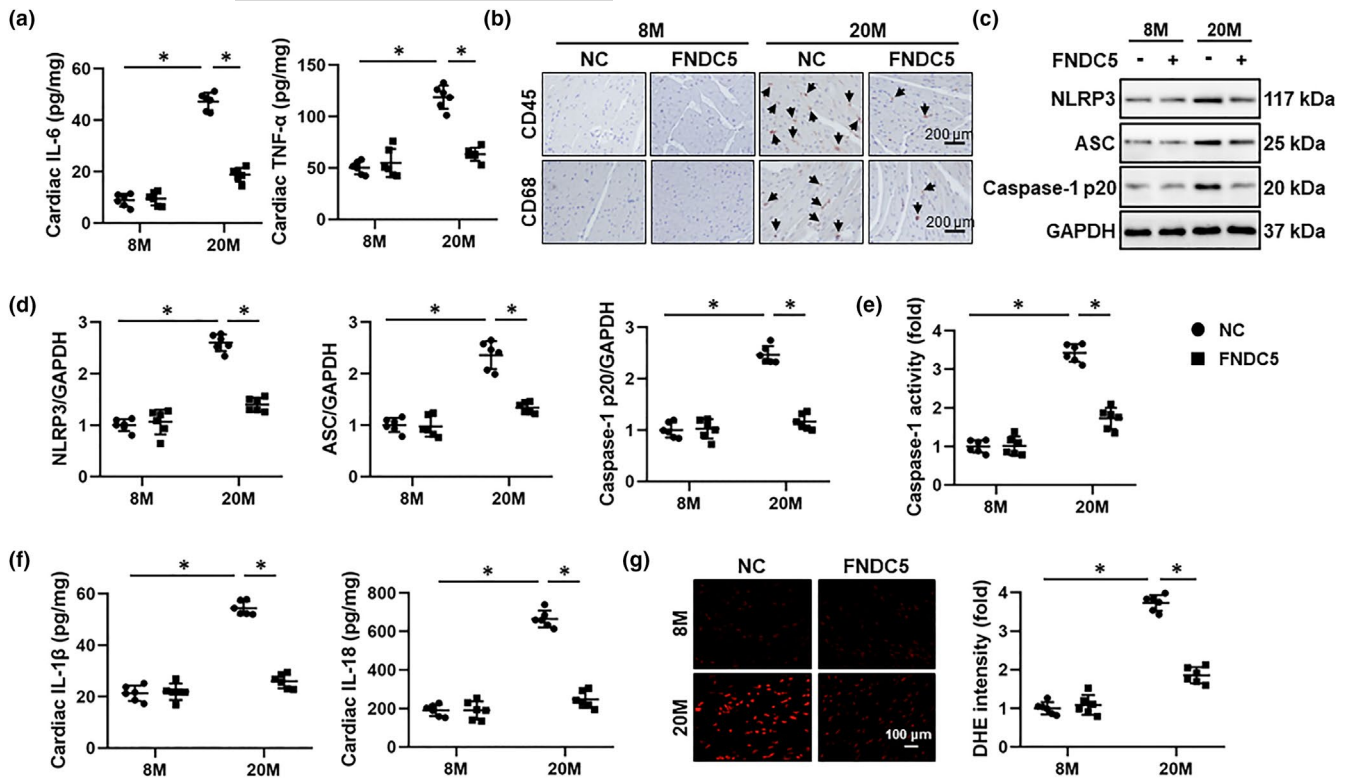 (a)
Cardiac IL-6 (pg/mg)
60
40
20
0
*
*
8M
20M
Cardiac TNF-α (pg/mg)
150
100
50
0
*
*
8M
20M
(b)
8M
20M
NC
FNDC5
NC
FNDC5
CD45
200 µm
CD68
200 µm
(c)
8M
20M
FNDC5
- + - +
NLRP3
117 kDa
ASC
25 kDa
Caspase-1 p20
20 kDa
GAPDH
37 kDa
(d)
NLRP3/GAPDH
3
2
1
0
*
*
8M
20M
ASC/GAPDH
3
2
1
0
*
*
8M
20M
Caspase-1 p20/GAPDH
3
2
1
0
*
*
8M
20M
(e)
Caspase-1 activity (fold)
4
3
2
1
0
*
*
8M
20M
NC
FNDC5
(f)
Cardiac IL-1β (pg/mg)
60
40
20
0
*
*
8M
20M
Cardiac IL-18 (pg/mg)
800
600
400
200
0
*
*
8M
20M
(g)
NC
FNDC5
8M
20M
100 µm
DHE intensity (fold)
4
3
2
1
0
*
*
8M
20M